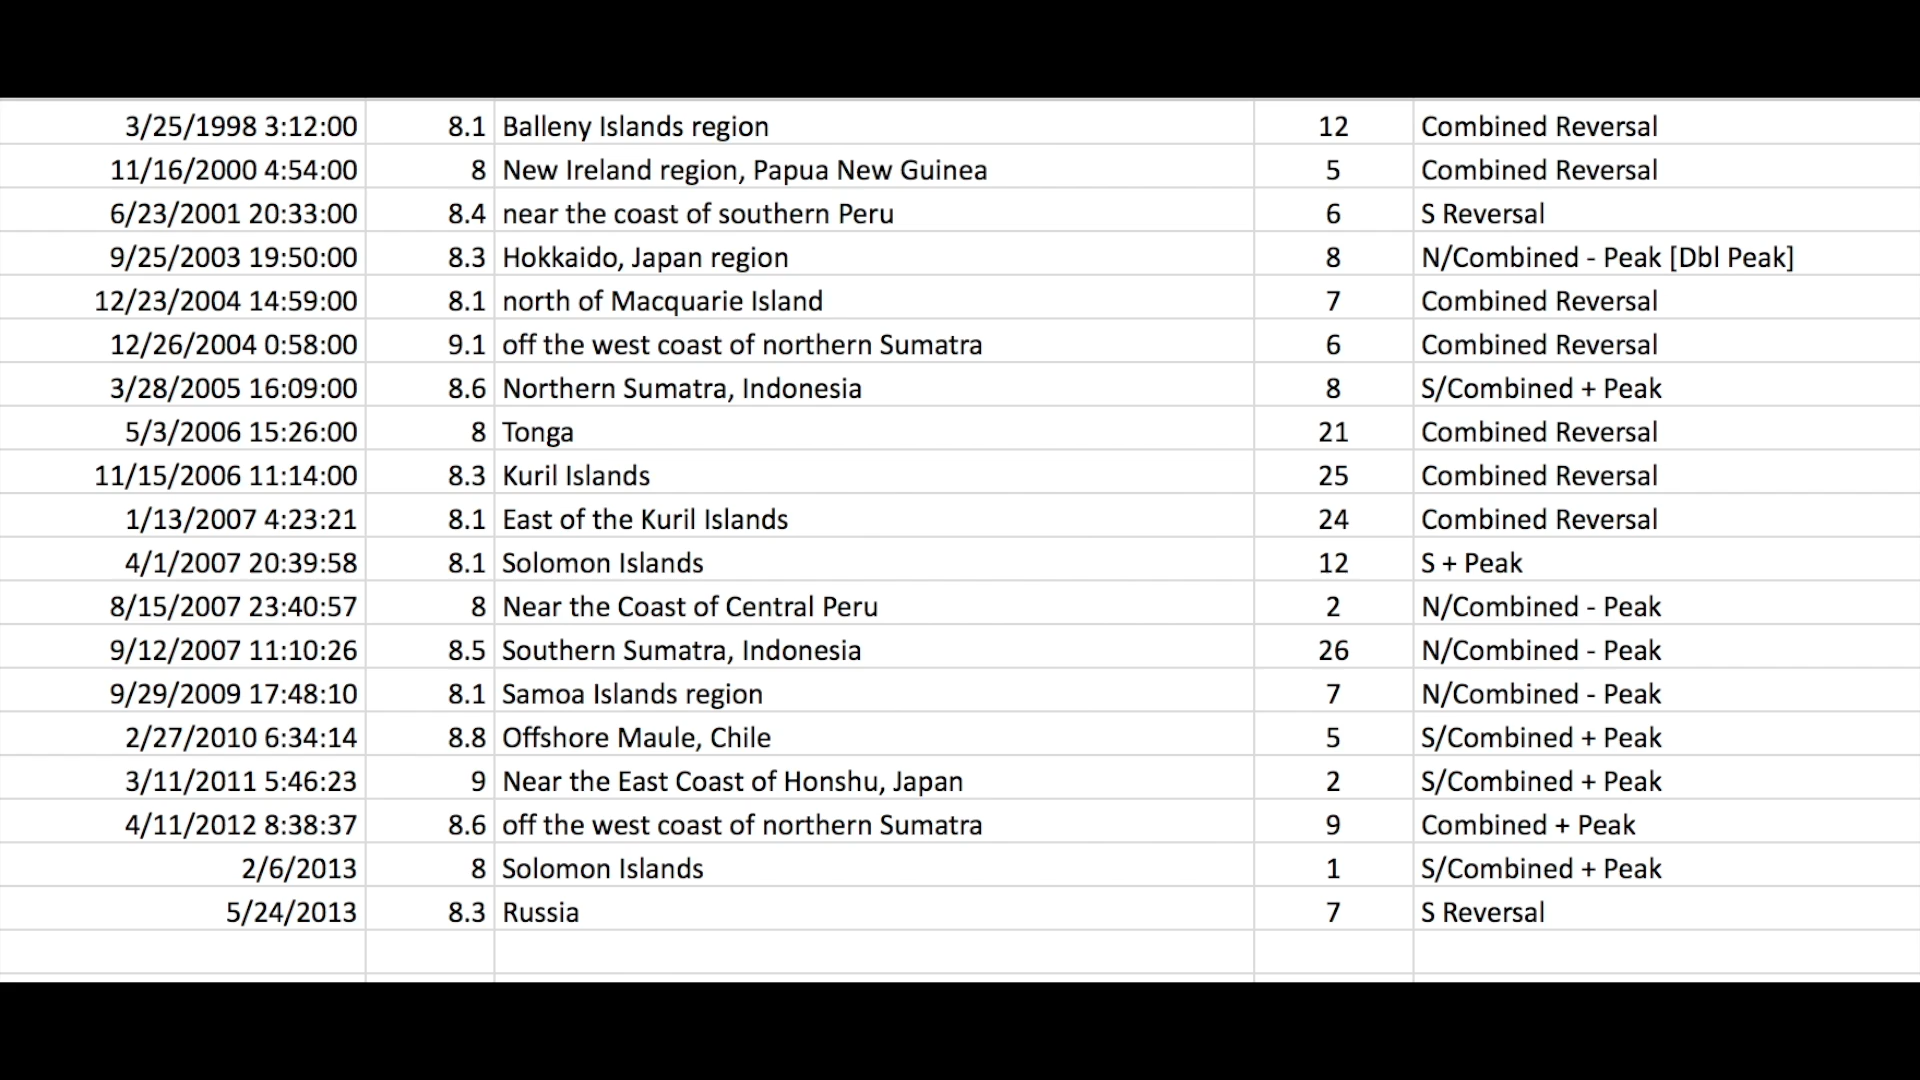 3/25/1998 3:12:00 8.1 Balleny Islands region 12 Combined Reversal
11/16/2000 4:54:00 8 New Ireland region, Papua New Guinea 5 Combined Reversal
6/23/2001 20:33:00 8.4 near the coast of southern Peru 6 S Reversal
9/25/2003 19:50:00 8.3 Hokkaido, Japan region 8 N/Combined - Peak [Dbl Peak]
12/23/2004 14:59:00 8.1 north of Macquarie Island 7 Combined Reversal
12/26/2004 0:58:00 9.1 off the west coast of northern Sumatra 6 Combined Reversal
3/28/2005 16:09:00 8.6 Northern Sumatra, Indonesia 8 S/Combined + Peak
5/3/2006 15:26:00 8 Tonga 21 Combined Reversal
11/15/2006 11:14:00 8.3 Kuril Islands 25 Combined Reversal
1/13/2007 4:23:21 8.1 East of the Kuril Islands 24 Combined Reversal
4/1/2007 20:39:58 8.1 Solomon Islands 12 S + Peak
8/15/2007 23:40:57 8 Near the Coast of Central Peru 2 N/Combined - Peak
9/12/2007 11:10:26 8.5 Southern Sumatra, Indonesia 26 N/Combined - Peak
9/29/2009 17:48:10 8.1 Samoa Islands region 7 N/Combined - Peak
2/27/2010 6:34:14 8.8 Offshore Maule, Chile 5 S/Combined + Peak
3/11/2011 5:46:23 9 Near the East Coast of Honshu, Japan 2 S/Combined + Peak
4/11/2012 8:38:37 8.6 off the west coast of northern Sumatra 9 Combined + Peak
2/6/2013 8 Solomon Islands 1 S/Combined + Peak
5/24/2013 8.3 Russia 7 S Reversal